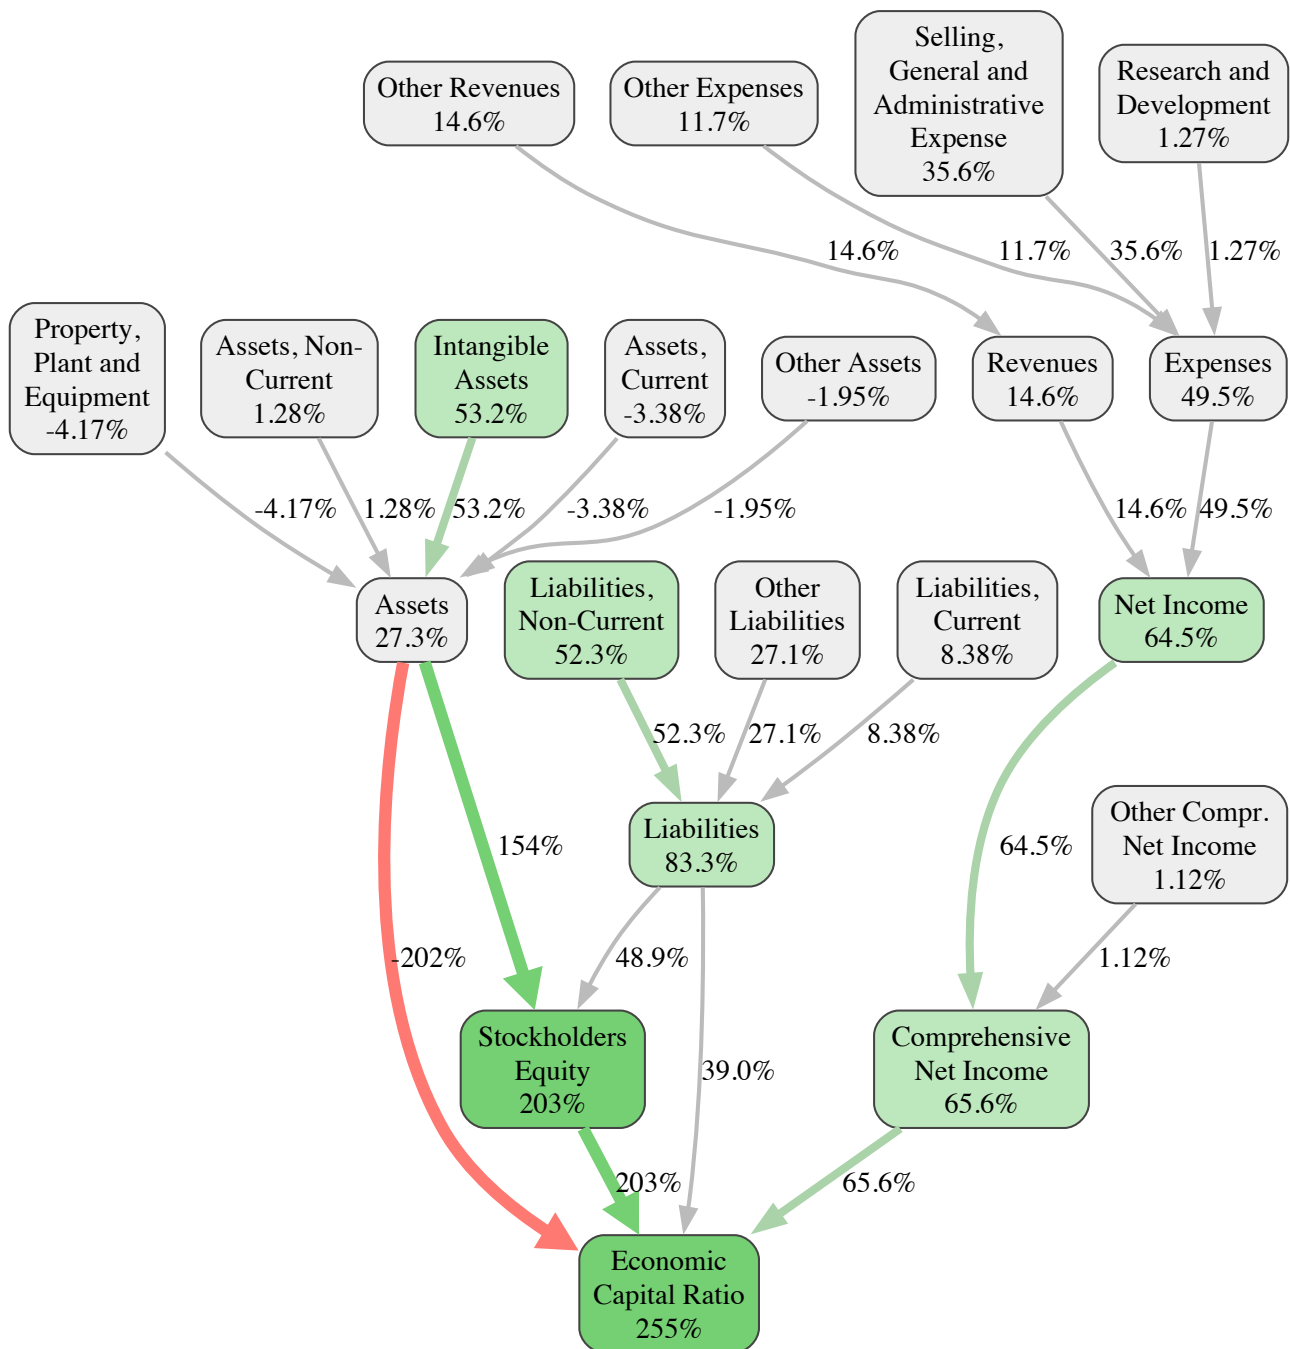 Selling,
General and
Administrative
Expense
35.6%
Other Revenues
14.6%
Other Expenses
11.7%
Research and
Development
1.27%
14.6%
11.7%
35.6%
1.27%
Property,
Plant and
Equipment
-4.17%
Assets, Non-
Current
1.28%
Intangible
Assets
53.2%
Assets,
Current
-3.38%
Other Assets
-1.95%
Revenues
14.6%
Expenses
49.5%
-4.17%
1.28%
53.2%
-3.38%
-1.95%
14.6%
49.5%
Assets
27.3%
Liabilities,
Non-Current
52.3%
Other
Liabilities
27.1%
Liabilities,
Current
8.38%
Net Income
64.5%
52.3%
27.1%
8.38%
154%
Liabilities
83.3%
64.5%
Other Compr.
Net Income
1.12%
-202%
48.9%
1.12%
Stockholders
Equity
203%
39.0%
Comprehensive
Net Income
65.6%
203%
65.6%
Economic
Capital Ratio
255%